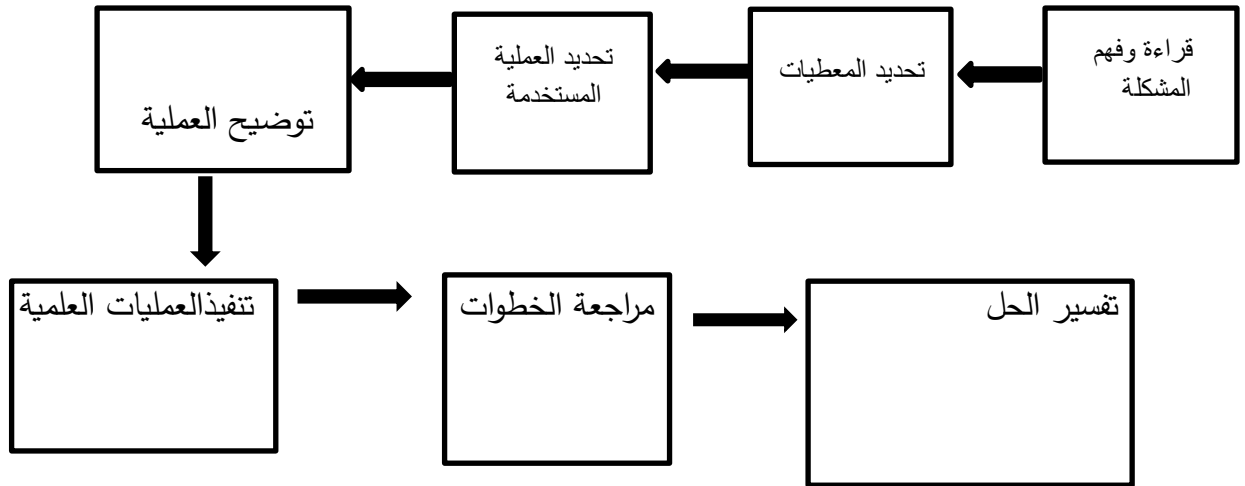 قراءة وفهم
المشكلة
تحديد المعطيات
تحديد العملية
المستخدمة
توضيح العملية
تنفيذالعمليات العلمية
مراجعة الخطوات
تفسير الحل